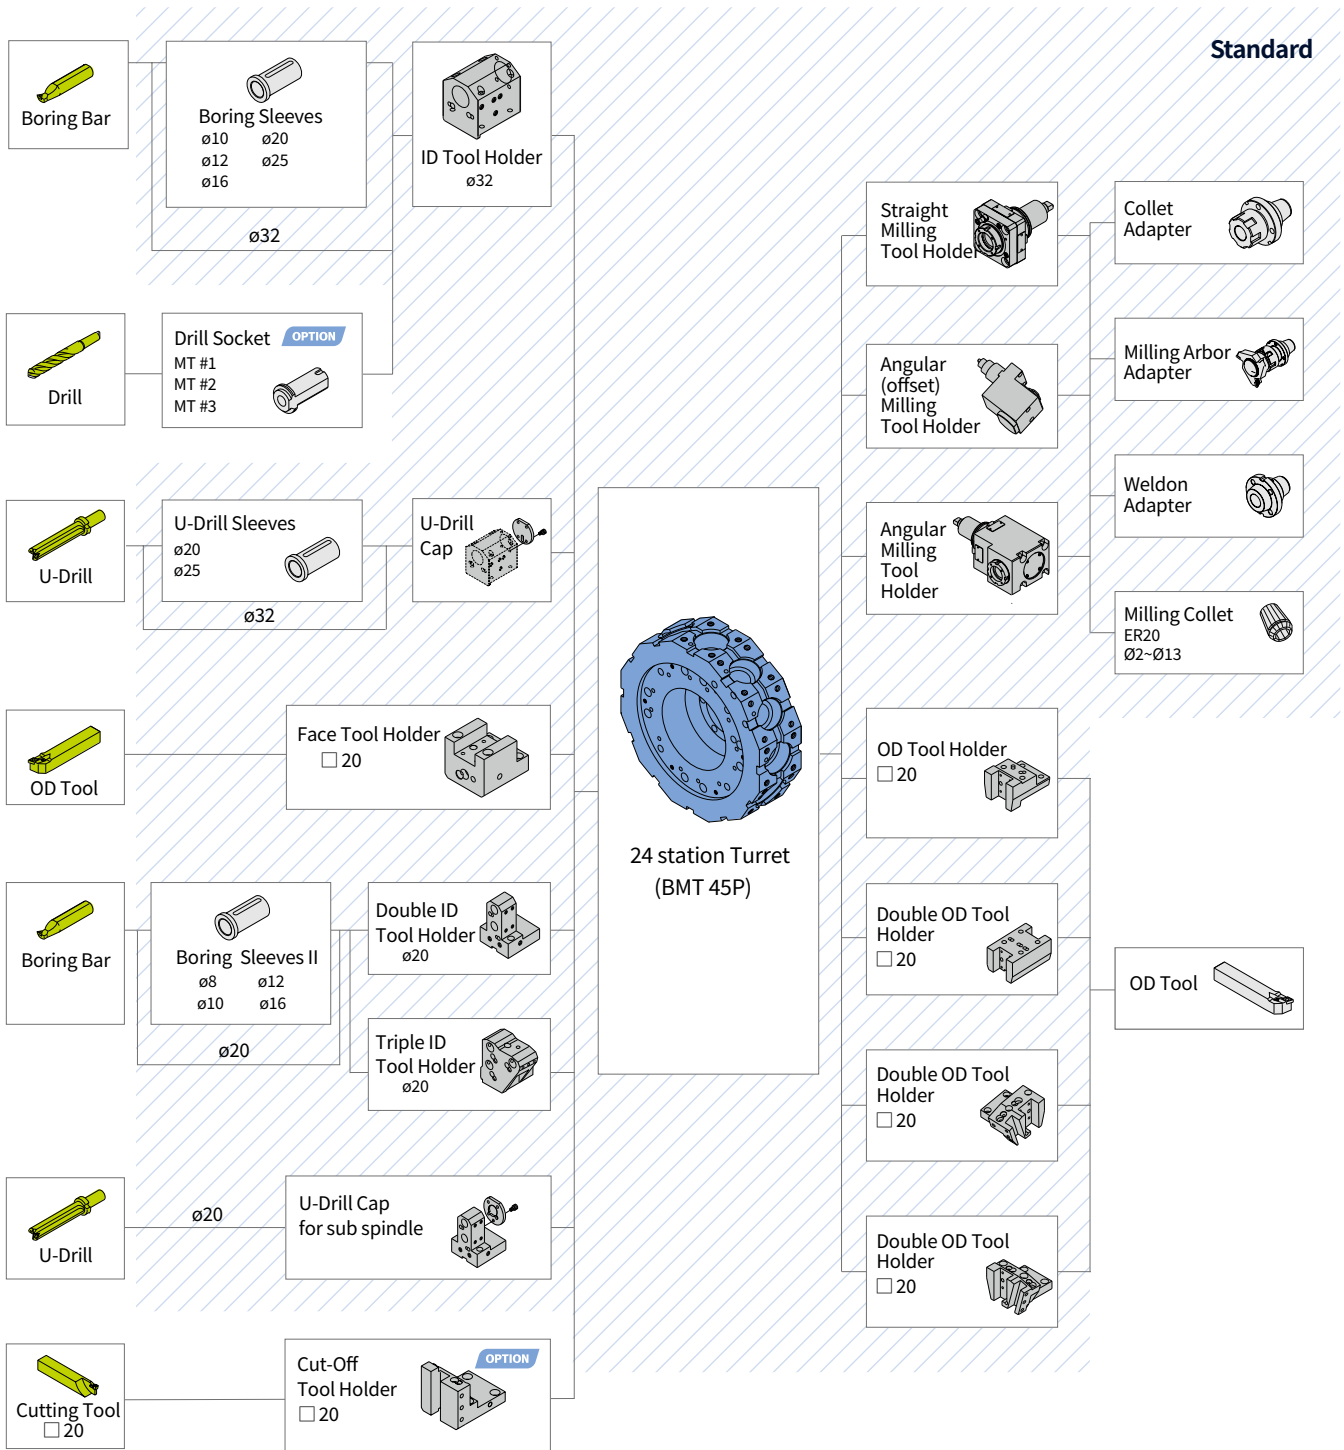 Standard
Boring Bar
Boring Sleeves
ø10 ø20
ø12 ø25
ø16
ø32
ID Tool Holder
ø32
Drill
Drill Socket OPTION
MT #1
MT #2
MT #3
U-Drill
U-Drill Sleeves
ø20
ø25
ø32
U-Drill
Cap
OD Tool
Face Tool Holder
□ 20
Boring Bar
Boring Sleeves II
ø8 ø12
ø10 ø16
ø20
Double ID
Tool Holder
ø20
Triple ID
Tool Holder
ø20
U-Drill
ø20
U-Drill Cap
for sub spindle
Cutting Tool
□ 20
Cut-Off
Tool Holder
□ 20
OPTION
24 station Turret
(BMT 45P)
Straight
Milling
Tool Holder
Angular
(offset)
Milling
Tool Holder
Angular
Milling
Tool
Holder
Collet
Adapter
Milling Arbor
Adapter
Weldon
Adapter
Milling Collet
ER20
Ø2~Ø13
OD Tool Holder
□ 20
Double OD Tool
Holder
□ 20
Double OD Tool
Holder
□ 20
Double OD Tool
Holder
□ 20
OD Tool